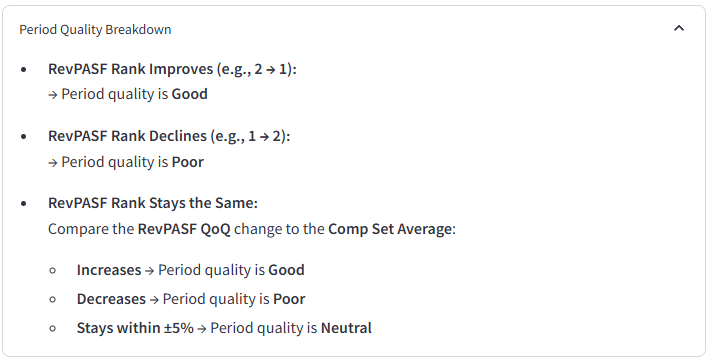 Period Quality Breakdown
• RevPASF Rank Improves (e.g., 2 → 1):
→ Period quality is Good
• RevPASF Rank Declines (e.g., 1 → 2):
→ Period quality is Poor
• RevPASF Rank Stays the Same:
Compare the RevPASF QoQ change to the Comp Set Average:
◦ Increases → Period quality is Good
◦ Decreases → Period quality is Poor
◦ Stays within ±5% → Period quality is Neutral